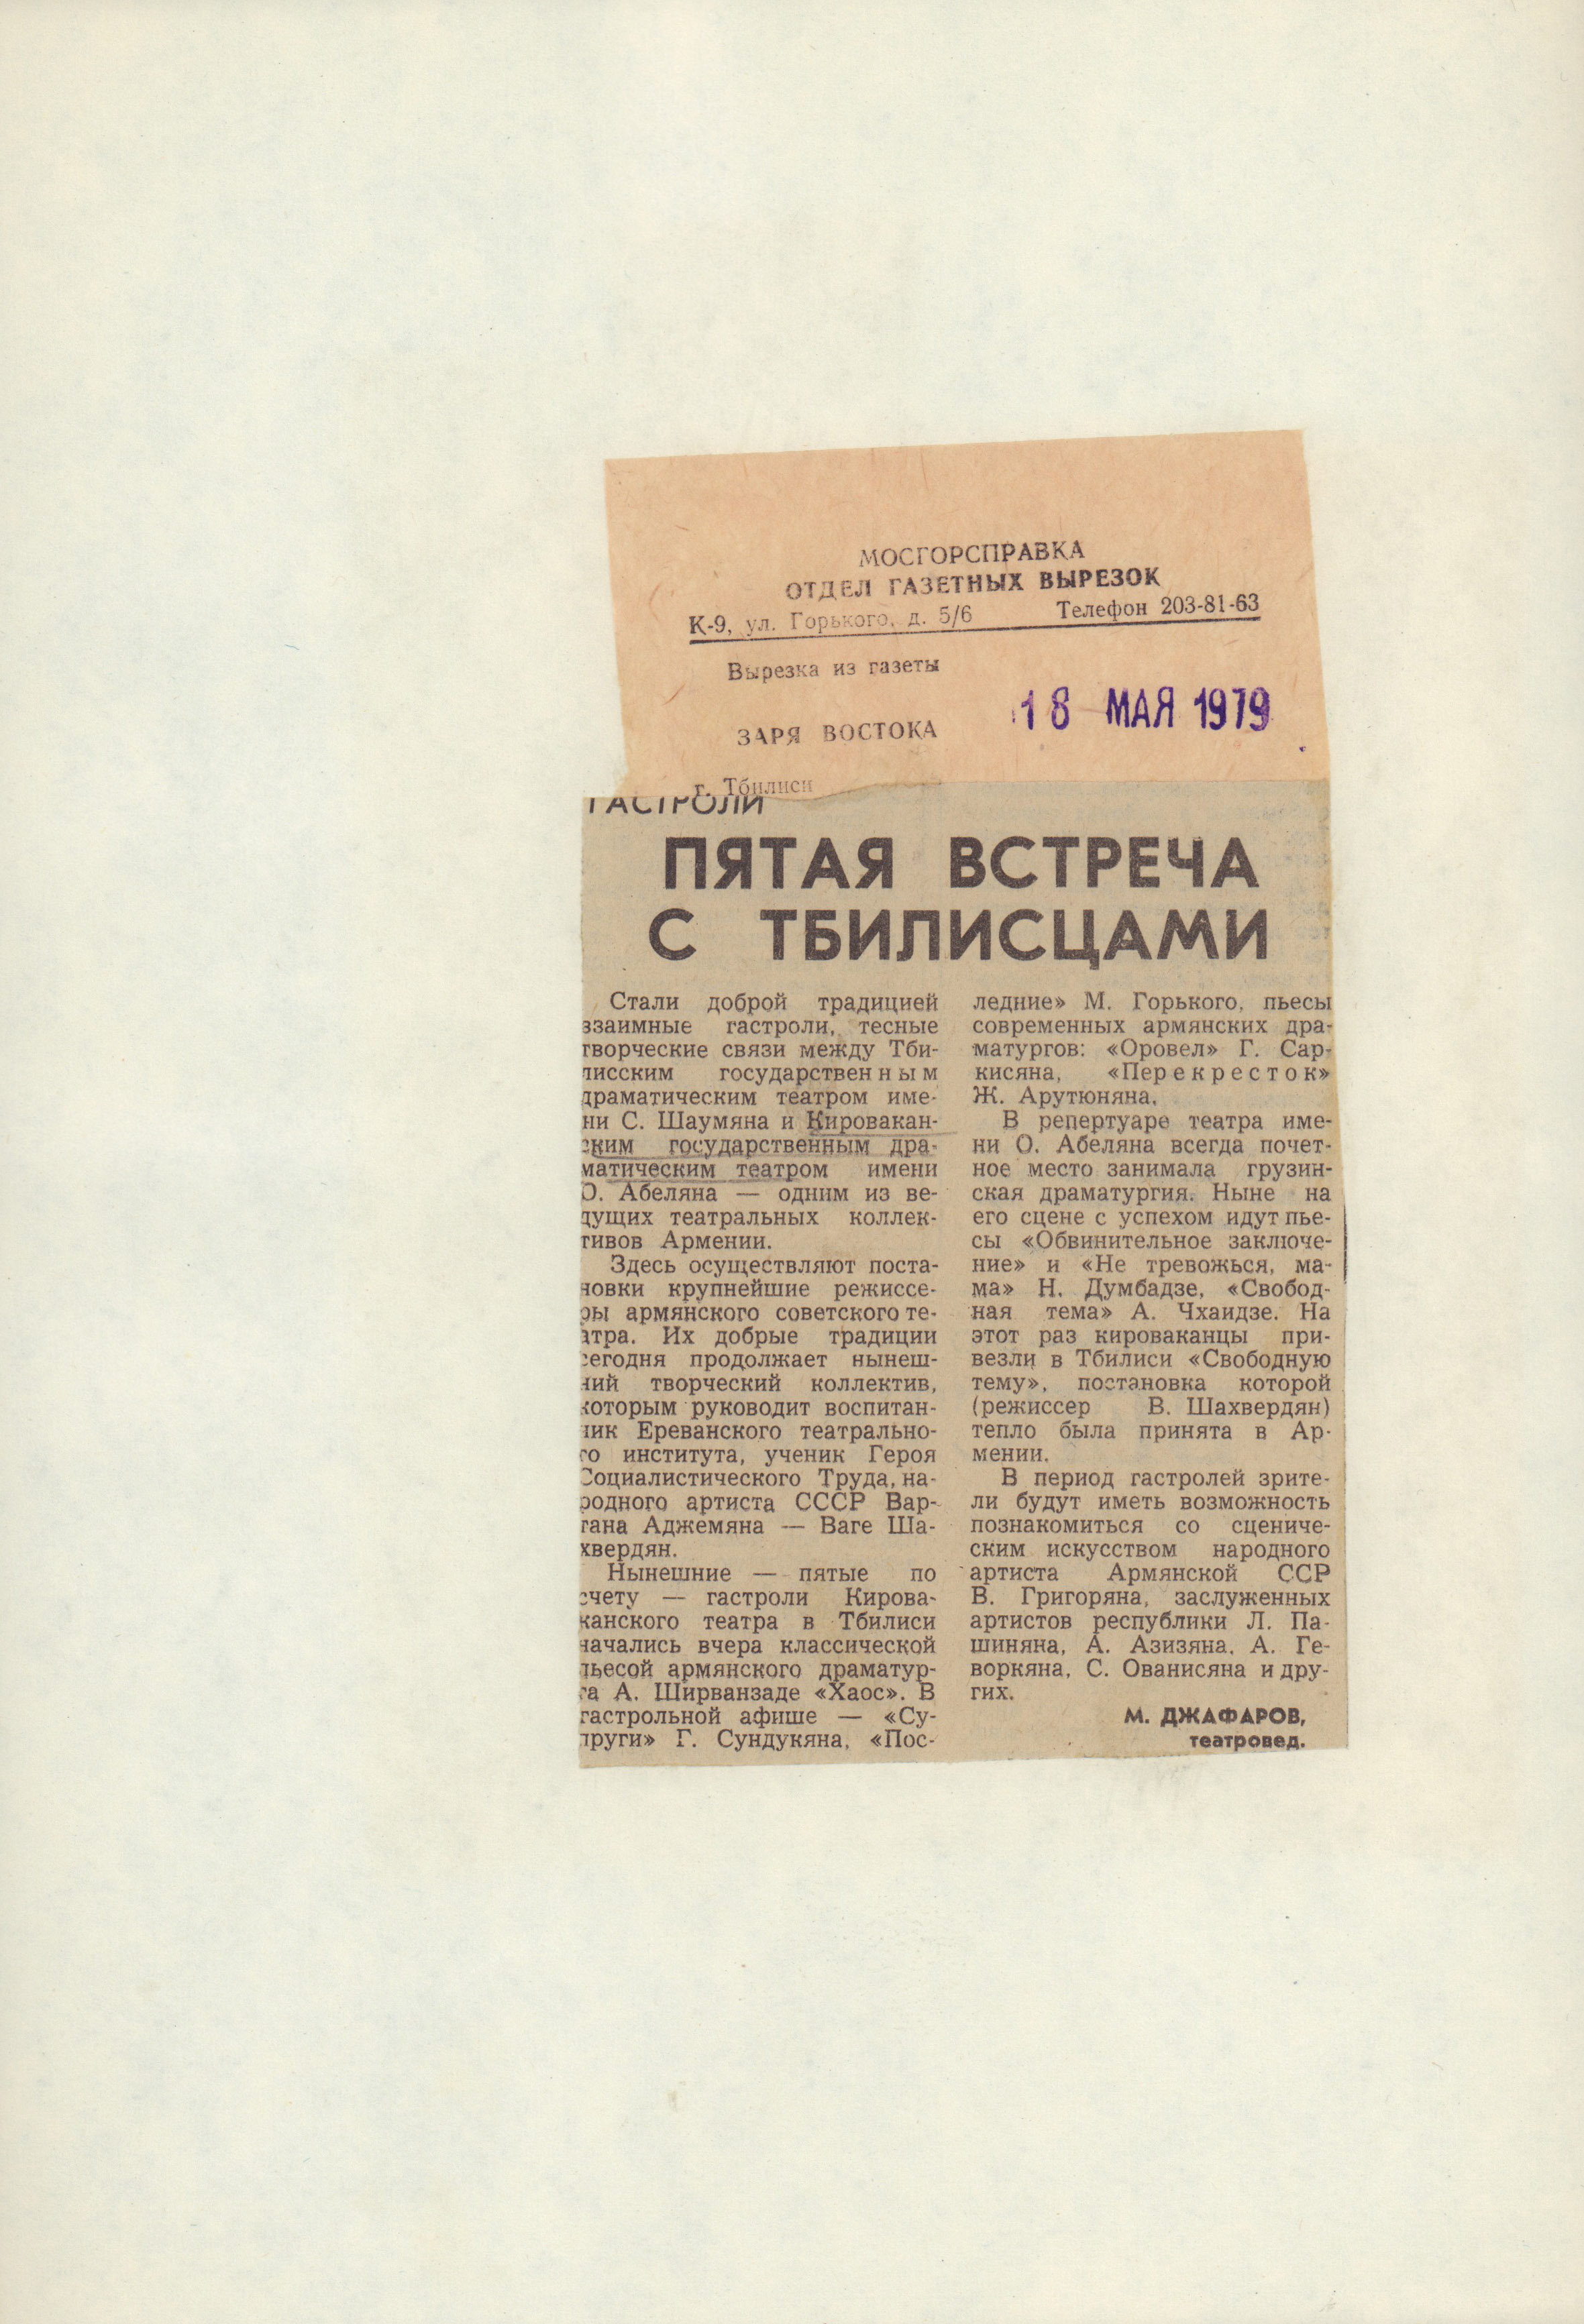 МОСГОРСПРАВКА
ОТДЕЛ ГАЗЕТНЫХ ВЫРЕЗОК
К-9, ул. Горького, д. 5/6 Телефон 203-81-63
Вырезка из газеты
18 МАЯ 1979
ЗАРЯ ВОСТОКА
г. Тбилиси
ГАСТРОЛИ
ПЯТАЯ ВСТРЕЧА
С ТБИЛИСЦАМИ
Стали доброй традицией
взаимные гастроли, тесные
творческие связи между Тби-
лисским государственным
драматическим театром име-
ни С. Шаумяна и Кировакан-
ским государственным дра-
матическим театром имени
О. Абеляна — одним из ве-
дущих театральных коллек-
тивов Армении.
Здесь осуществляют поста-
новки крупнейшие режиссе-
ры армянского советского те-
атра. Их добрые традиции
сегодня продолжает нынеш-
ний творческий коллектив,
которым руководит воспитан-
ник Ереванского театрально-
го института, ученик Героя
Социалистического Труда, на-
родного артиста СССР Вар-
тана Аджемяна — Ваге Ша-
хвердян.
Нынешние — пятые по
счету — гастроли Кирова-
канского театра в Тбилиси
начались вчера классической
пьесой армянского драматур-
га А. Ширванзаде «Хаос». В
гастрольной афише — «Су-
пруги» Г. Сундукяна, «Пос-
ледние» М. Горького, пьесы
современных армянских дра-
матургов: «Оровел» Г. Сар-
кисяна, «Перекресток»
Ж. Арутюняна.
В репертуаре театра име-
ни О. Абеляна всегда почет-
ное место занимала грузин-
ская драматургия. Ныне на
его сцене с успехом идут пье-
сы «Обвинительное заключе-
ние» и «Не тревожься, ма-
ма» Н. Думбадзе, «Свобод-
ная тема» А. Чхаидзе. На
этот раз кироваканцы при-
везли в Тбилиси «Свободную
тему», постановка которой
(режиссер В. Шахвердян)
тепло была принята в Ар-
мении.
В период гастролей зрите-
ли будут иметь возможность
познакомиться со сцениче-
ским искусством народного
артиста Армянской ССР
В. Григоряна, заслуженных
артистов республики Л. Па-
шиняна, А. Азизяна, А. Ге-
воркяна, С. Ованисяна и дру-
гих.
М. ДЖАФАРОВ,
театровед.